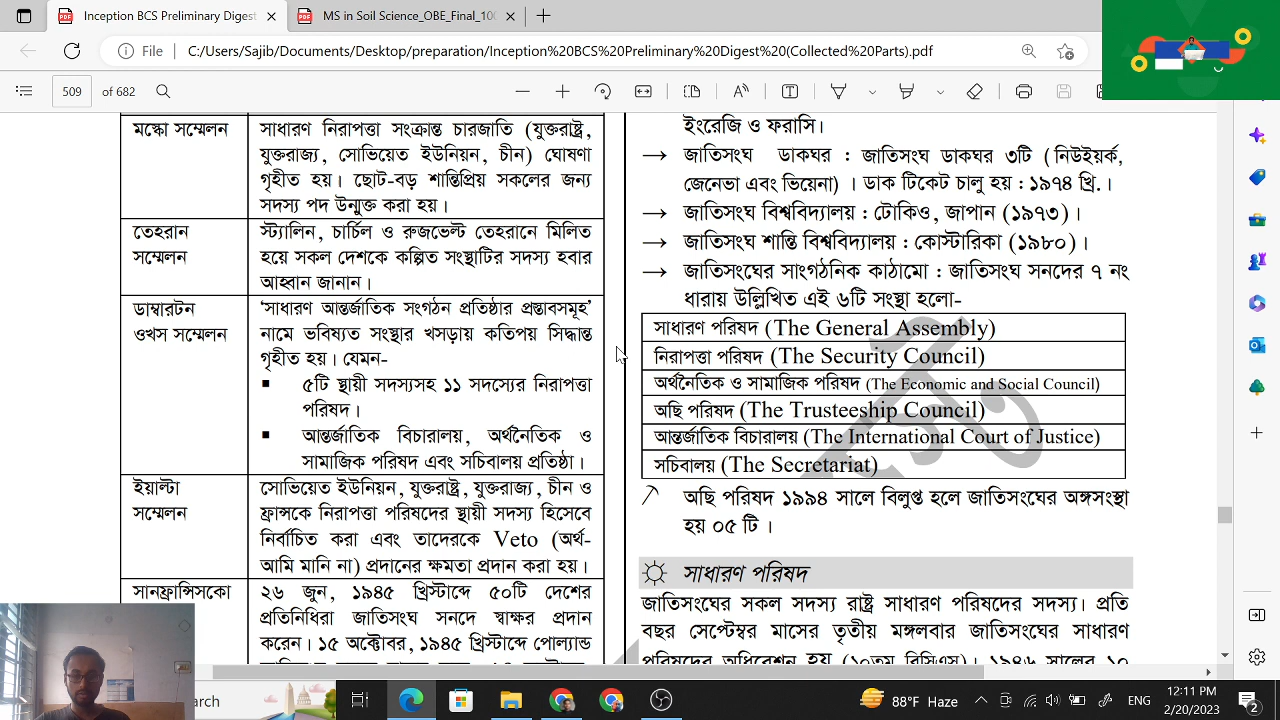 Inception BCS Preliminary Digest
MS in Soil Science_OBE_Final_10
File
C:/Users/Sajib/Documents/Desktop/preparation/Inception%20BCS%20Preliminary%20Digest%20(Collected%20Parts).pdf
509 of 682
মস্কো সম্মেলন
সাধারণ নিরাপত্তা সংক্রান্ত চারজাতি (যুক্তরাষ্ট্র,
যুক্তরাজ্য, সোভিয়েত ইউনিয়ন, চীন) ঘোষণা
গৃহীত হয়। ছোট-বড় শান্তিপ্রিয় সকলের জন্য
সদস্য পদ উন্মুক্ত করা হয়।
তেহরান
সম্মেলন
স্ট্যালিন, চার্চিল ও রুজভেল্ট তেহরানে মিলিত
হয়ে সকল দেশকে কল্পিত সংস্থাটির সদস্য হবার
আহ্বান জানান।
ডাম্বারটন
ওখস সম্মেলন
‘সাধারণ আন্তর্জাতিক সংগঠন প্রতিষ্ঠার প্রস্তাবসমূহ’
নামে ভবিষ্যত সংস্থার খসড়ায় কতিপয় সিদ্ধান্ত
গৃহীত হয়। যেমন-
▪ ৫টি স্থায়ী সদস্যসহ ১১ সদস্যের নিরাপত্তা
পরিষদ।
▪ আন্তর্জাতিক বিচারালয়, অর্থনৈতিক ও
সামাজিক পরিষদ এবং সচিবালয় প্রতিষ্ঠা।
ইয়াল্টা
সম্মেলন
সোভিয়েত ইউনিয়ন, যুক্তরাষ্ট্র, যুক্তরাজ্য, চীন ও
ফ্রান্সকে নিরাপত্তা পরিষদের স্থায়ী সদস্য হিসেবে
নির্বাচিত করা এবং তাদেরকে Veto (অর্থ-
আমি মানি না) প্রদানের ক্ষমতা প্রদান করা হয়।
সানফ্রান্সিসকো
২৬ জুন, ১৯৪৫ খ্রিস্টাব্দে ৫০টি দেশের
প্রতিনিধিরা জাতিসংঘ সনদে স্বাক্ষর প্রদান
করেন। ১৫ অক্টোবর, ১৯৪৫ খ্রিস্টাব্দে পোল্যান্ড
ইংরেজি ও ফরাসি।
→ জাতিসংঘ ডাকঘর : জাতিসংঘ ডাকঘর ৩টি (নিউইয়র্ক,
জেনেভা এবং ভিয়েনা) । ডাক টিকেট চালু হয় : ১৯৭৪ খ্রি.।
→ জাতিসংঘ বিশ্ববিদ্যালয় : টোকিও, জাপান (১৯৭৩)।
→ জাতিসংঘ শান্তি বিশ্ববিদ্যালয় : কোস্টারিকা (১৯৮০)।
→ জাতিসংঘের সাংগঠনিক কাঠামো : জাতিসংঘ সনদের ৭ নং
ধারায় উল্লিখিত এই ৬টি সংস্থা হলো-
সাধারণ পরিষদ (The General Assembly)
নিরাপত্তা পরিষদ (The Security Council)
অর্থনৈতিক ও সামাজিক পরিষদ (The Economic and Social Council)
অছি পরিষদ (The Trusteeship Council)
আন্তর্জাতিক বিচারালয় (The International Court of Justice)
সচিবালয় (The Secretariat)
অছি পরিষদ ১৯৯৪ সালে বিলুপ্ত হলে জাতিসংঘের অঙ্গসংস্থা
হয় ০৫ টি ।
সাধারণ পরিষদ
জাতিসংঘের সকল সদস্য রাষ্ট্র সাধারণ পরিষদের সদস্য। প্রতি
বছর সেপ্টেম্বর মাসের তৃতীয় মঙ্গলবার জাতিসংঘের সাধারণ
পরিষদের অধিবেশন হয় (১০তম বিসিএস)। ১৯৪৬ সালের ১০
arch
88°F Haze
ENG
12:11 PM
2/20/2023
2